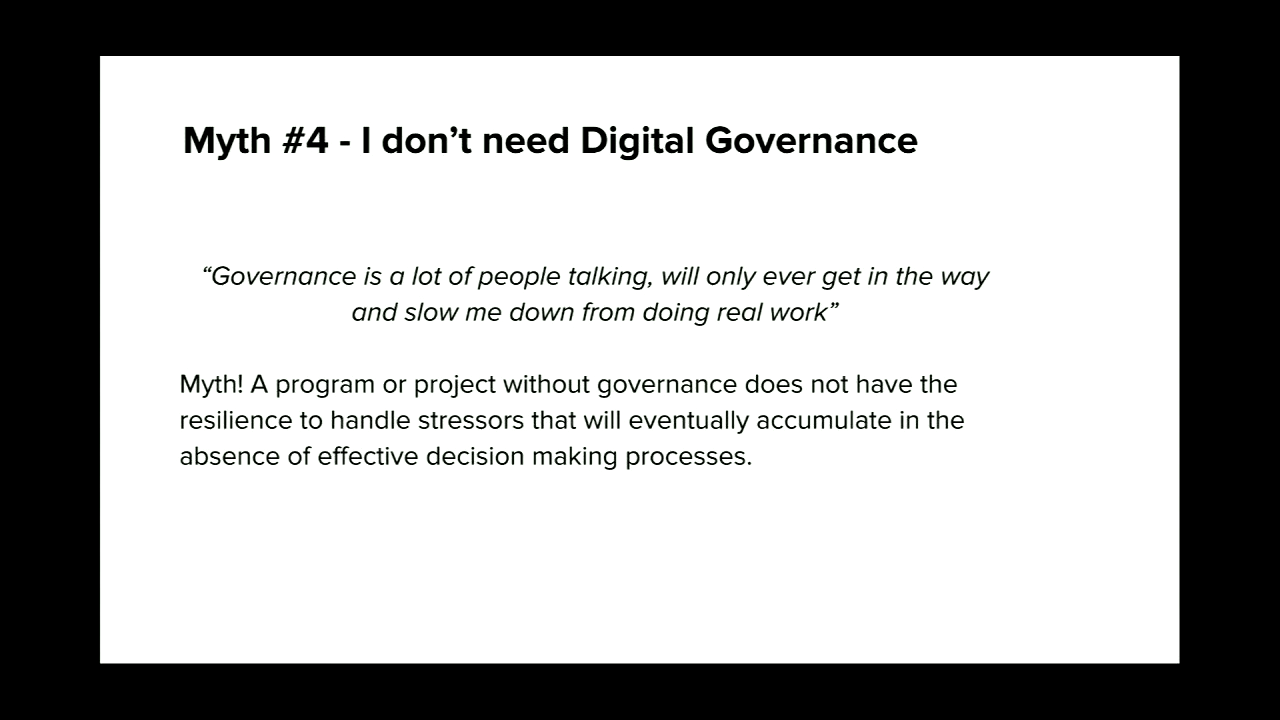 Myth #4 - I don’t need Digital Governance
“Governance is a lot of people talking, will only ever get in the way
and slow me down from doing real work”
Myth! A program or project without governance does not have the
resilience to handle stressors that will eventually accumulate in the
absence of effective decision making processes.